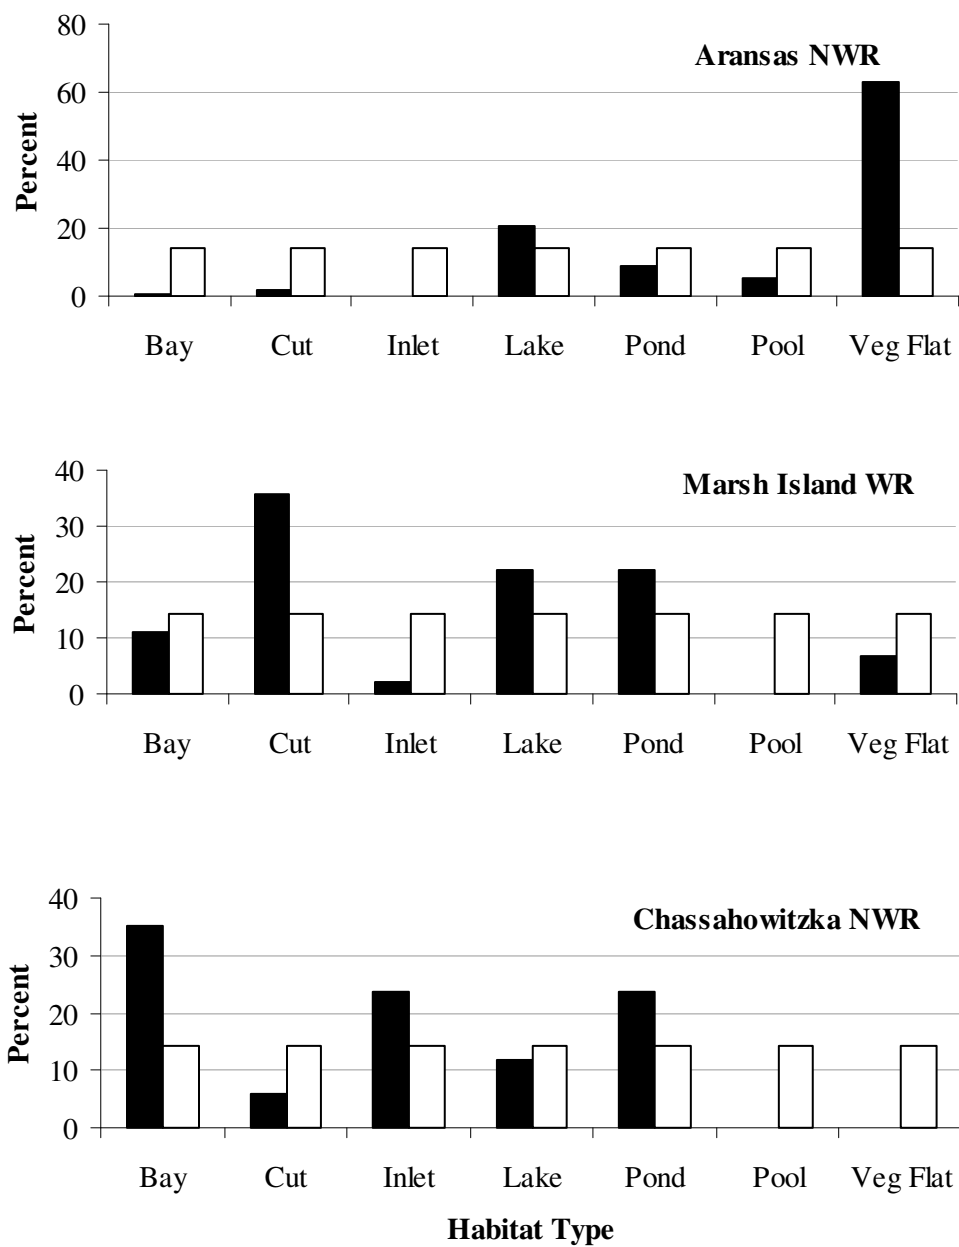 Aransas NWR
Percent
80
60
40
20
0
Bay Cut Inlet Lake Pond Pool Veg Flat
Marsh Island WR
Percent
40
30
20
10
0
Bay Cut Inlet Lake Pond Pool Veg Flat
Chassahowitzka NWR
Percent
40
30
20
10
0
Bay Cut Inlet Lake Pond Pool Veg Flat
Habitat Type